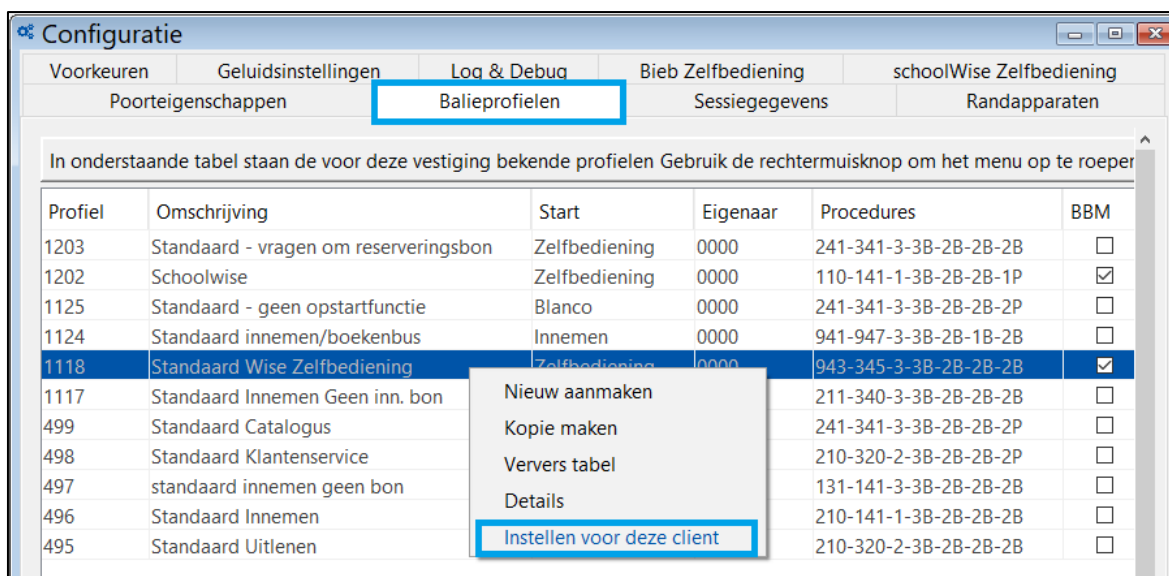 Configuratie
Voorkeuren Geluidsinstellingen Log & Debug Bieb Zelfbediening schoolWise Zelfbediening
Poorteigenschappen Balieprofielen Sessiegegevens Randapparaten
In onderstaande tabel staan de voor deze vestiging bekende profielen Gebruik de rechtermuisknop om het menu op te roeper
Profiel Omschrijving Start Eigenaar Procedures BBM
1203 Standaard - vragen om reserveringsbon Zelfbediening 0000 241-341-3-3B-2B-2B-2B
1202 Schoolwise Zelfbediening 0000 110-141-1-3B-2B-2B-1P
1125 Standaard - geen opstartfunctie Blanco 0000 241-341-3-3B-2B-2B-2P
1124 Standaard innemen/boekenbus Innemen 0000 941-947-3-3B-2B-1B-2B
1118 Standaard Wise Zelfbediening Zelfbediening 0000 943-345-3-3B-2B-2B-2B
1117 Standaard Innemen Geen inn. bon 211-340-3-3B-2B-2B-2B
499 Standaard Catalogus 241-341-3-3B-2B-2B-2P
498 Standaard Klantenservice 210-320-2-3B-2B-2B-2P
497 standaard innemen geen bon 131-141-3-3B-2B-2B-2B
496 Standaard Innemen 210-141-1-3B-2B-2B-2B
495 Standaard Uitlenen 210-320-2-3B-2B-2B-2B
Nieuw aanmaken
Kopie maken
Ververs tabel
Details
Instellen voor deze client